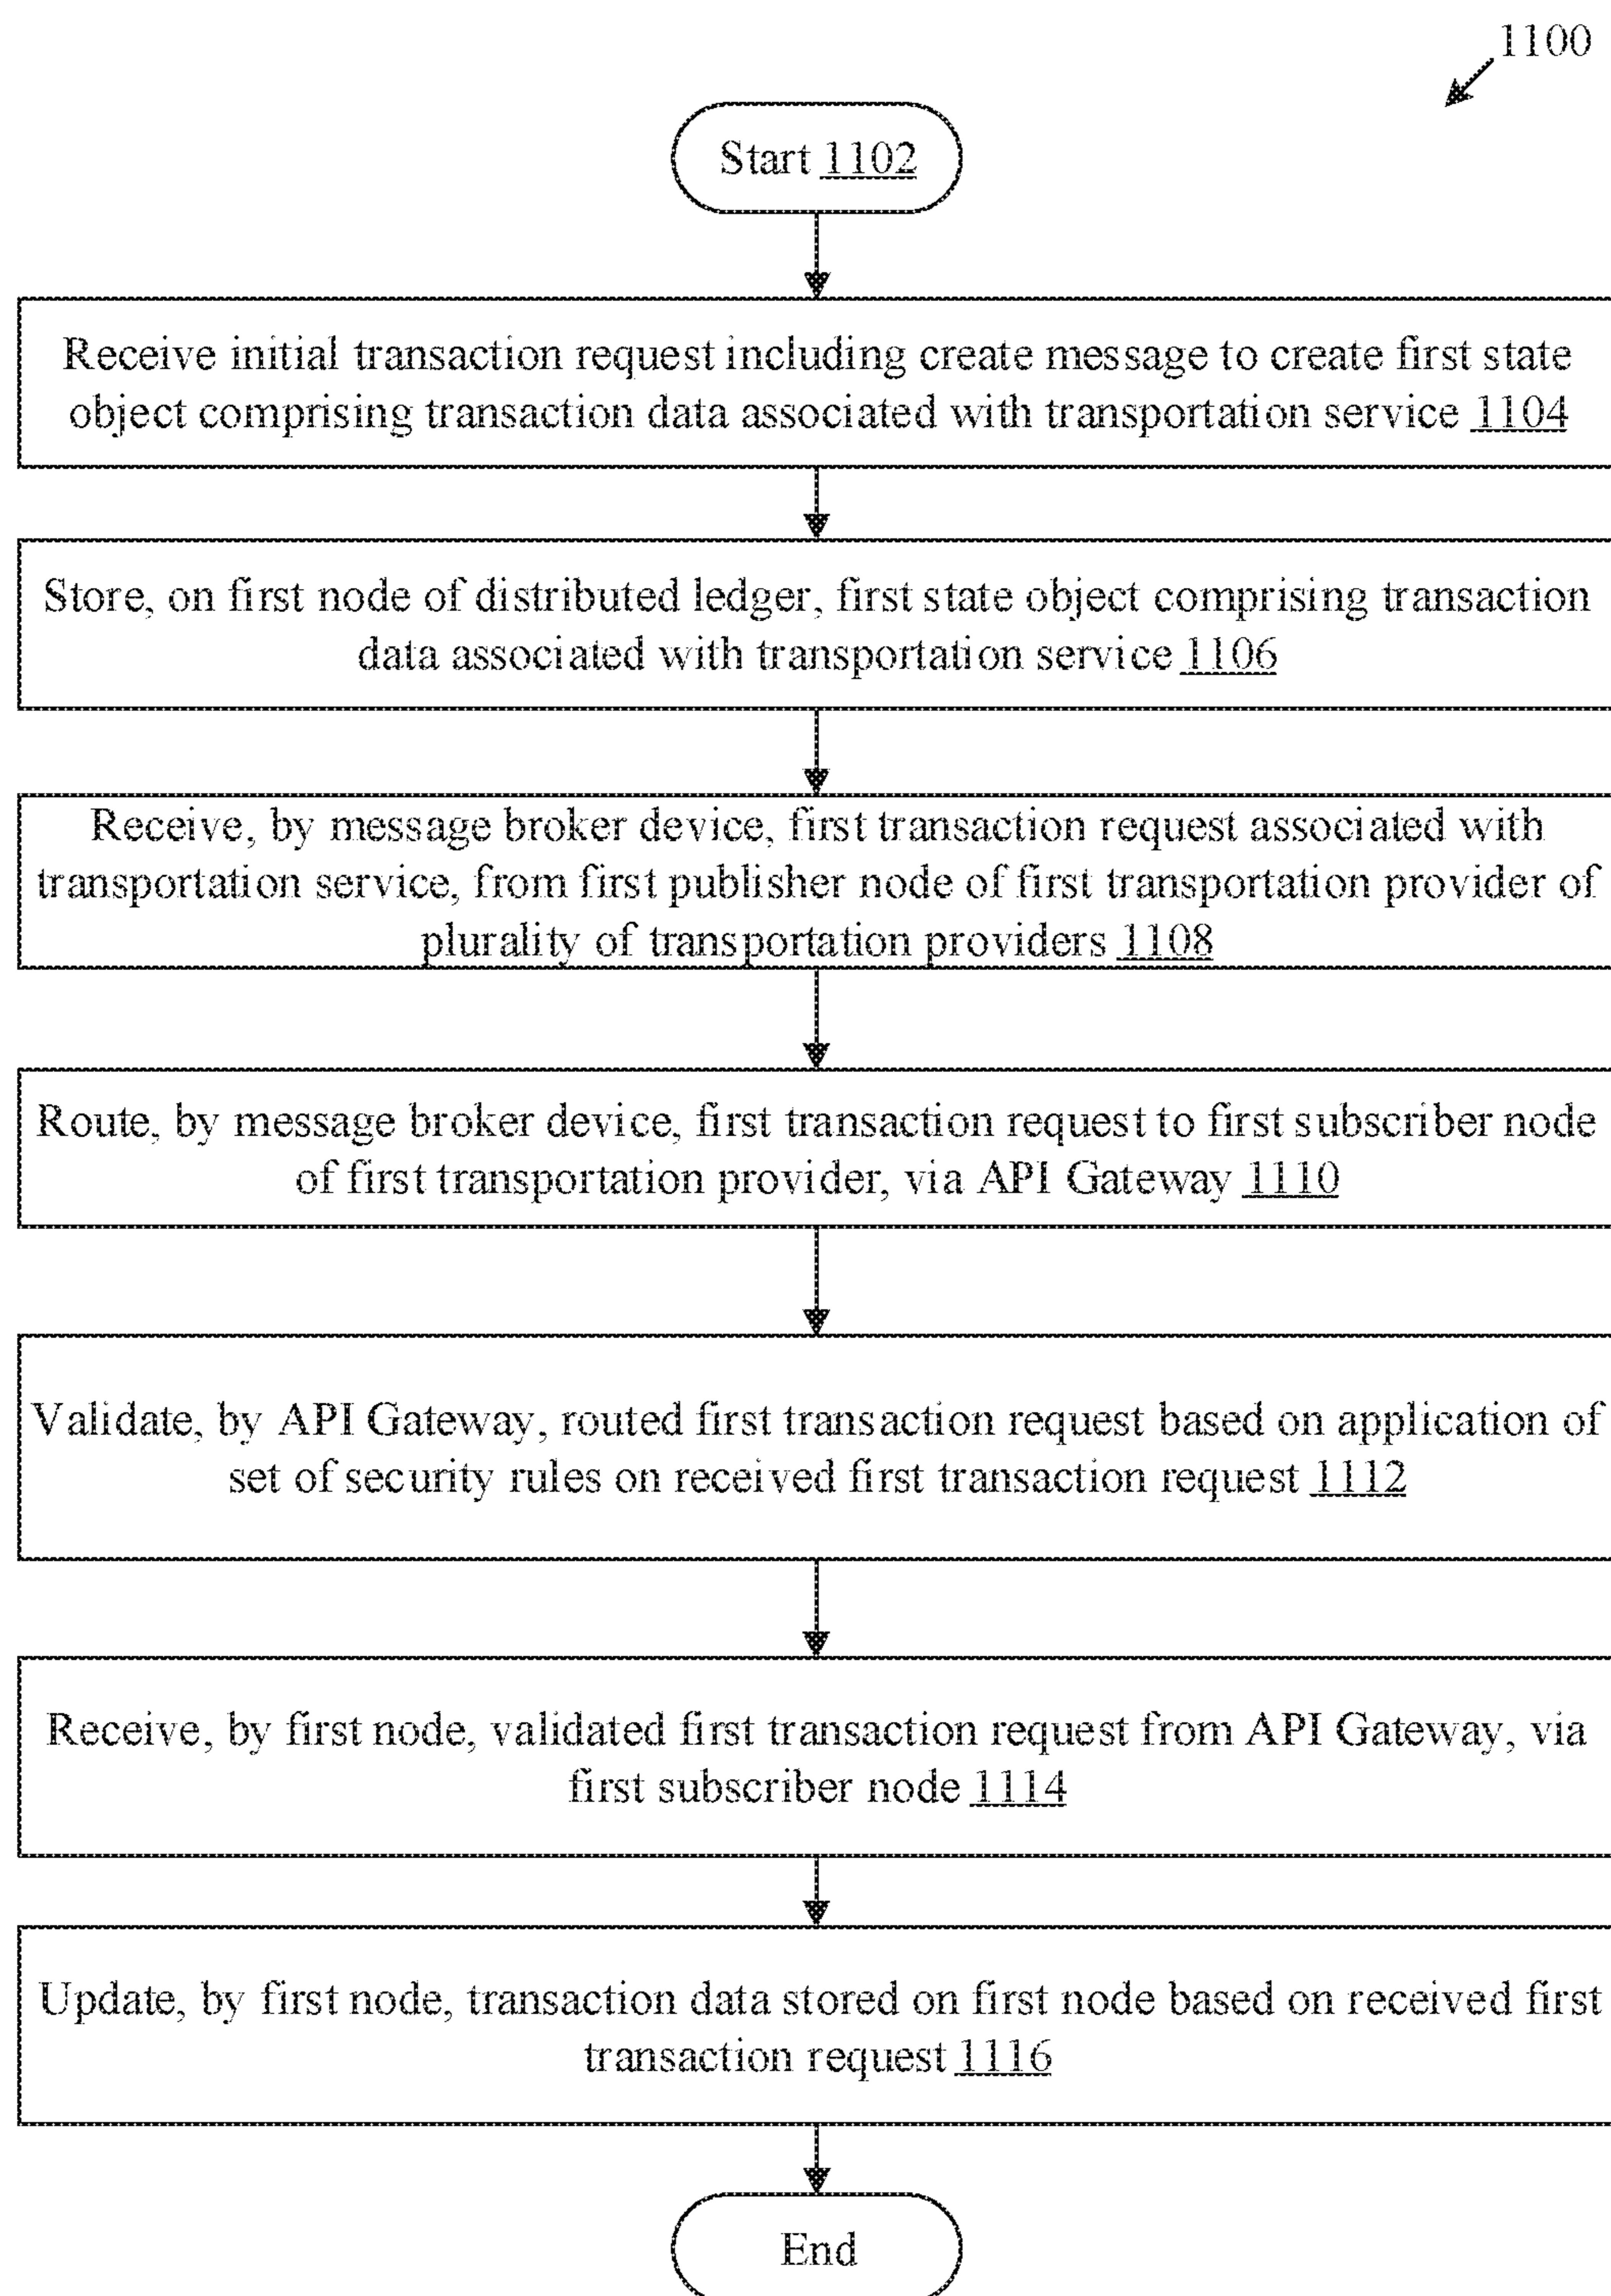 1100
Start 1102
Receive initial transaction request including create message to create first state
object comprising transaction data associated with transportation service 1104
Store, on first node of distributed ledger, first state object comprising transaction
data associated with transportation service 1106
Receive, by message broker device, first transaction request associated with
transportation service, from first publisher node of first transportation provider of
plurality of transportation providers 1108
Route, by message broker device, first transaction request to first subscriber node
of first transportation provider, via API Gateway 1110
Validate, by API Gateway, routed first transaction request based on application of
set of security rules on received first transaction request 1112
Receive, by first node, validated first transaction request from API Gateway, via
first subscriber node 1114
Update, by first node, transaction data stored on first node based on received first
transaction request 1116
End